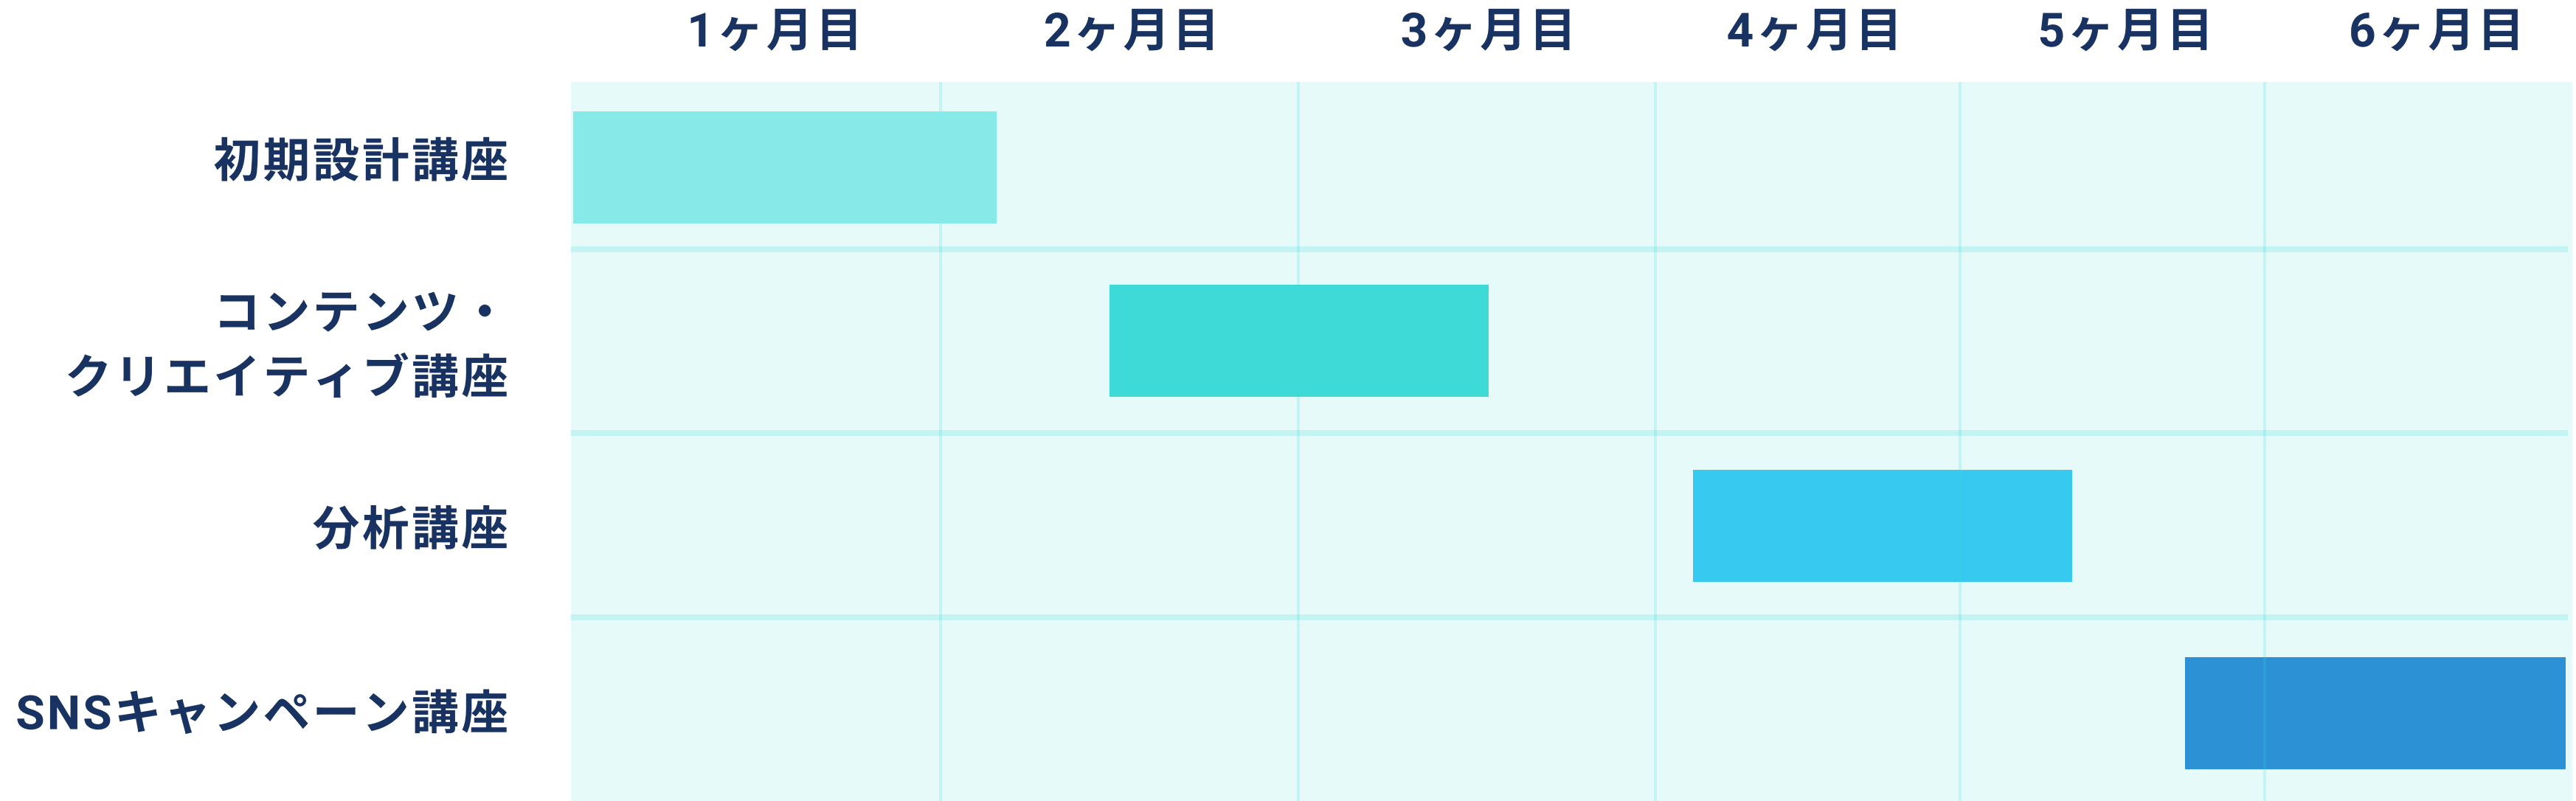 1ヶ月目 2ヶ月目 3ヶ月目 4ヶ月目 5ヶ月目 6ヶ月目
初期設計講座
コンテンツ・
クリエイティブ講座
分析講座
SNSキャンペーン講座